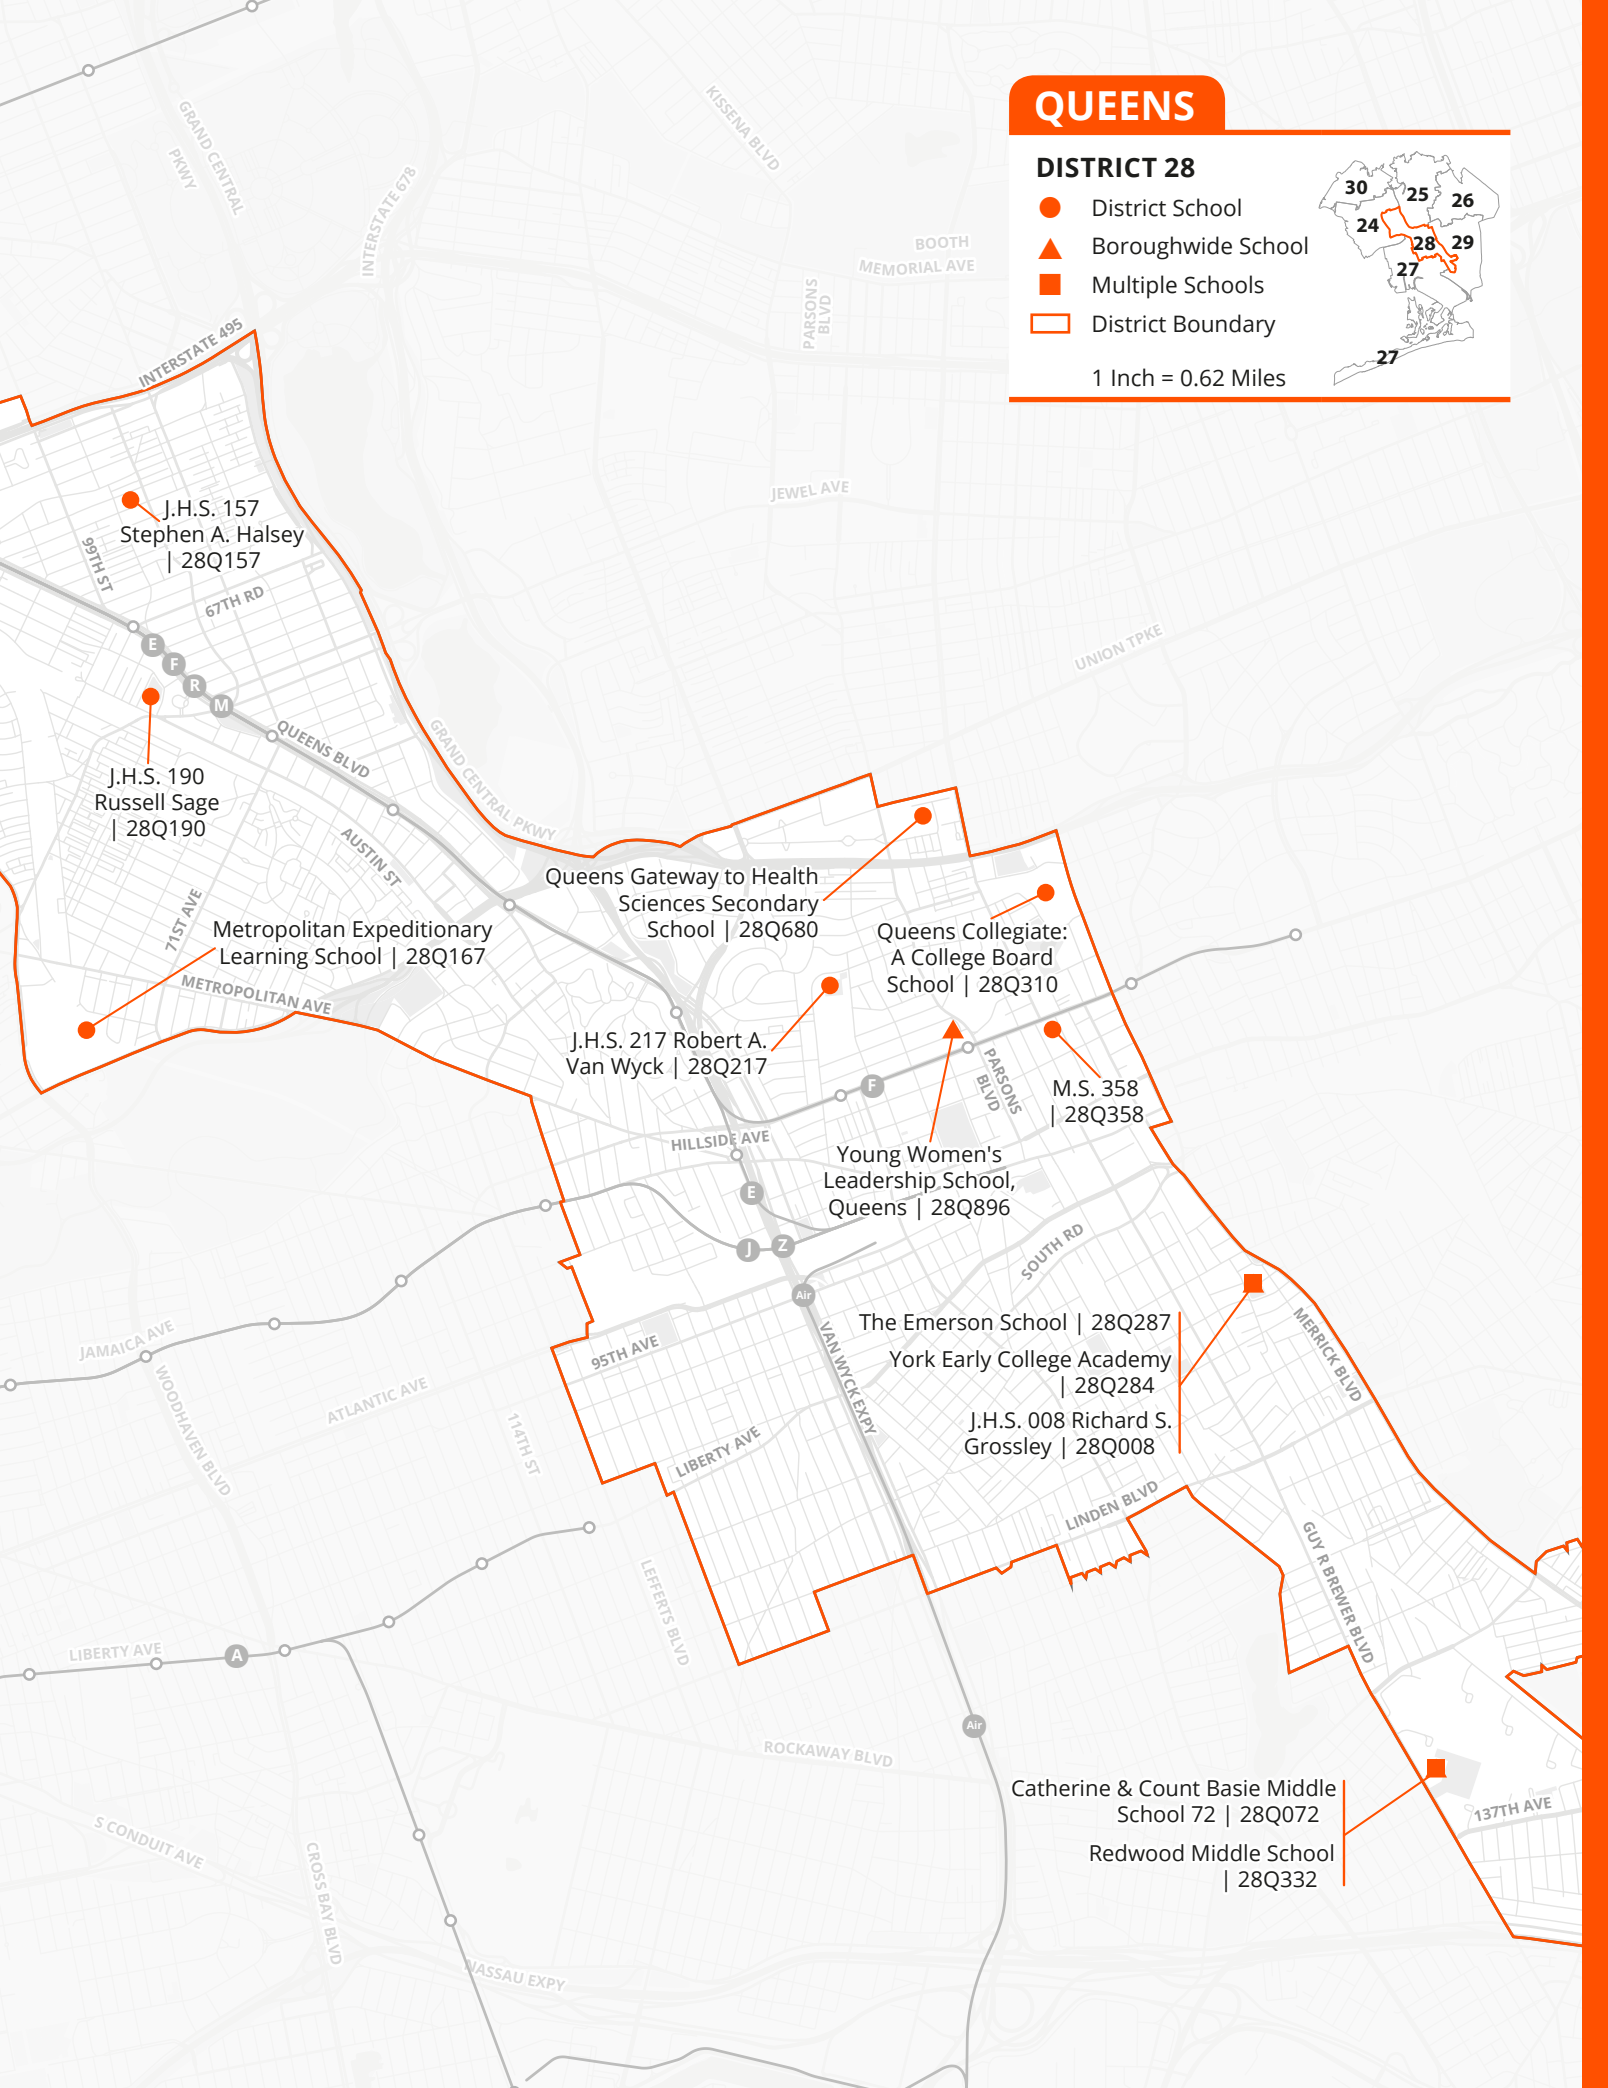 QUEENS
DISTRICT 28
District School
Boroughwide School
Multiple Schools
District Boundary
1 Inch = 0.62 Miles
30
25
26
24
28
29
27
27
GRAND CENTRAL
PKWY
INTERSTATE 678
KISSENA BLVD
BOOTH
MEMORIAL AVE
PARSONS
BLVD
INTERSTATE 495
JEWEL AVE
J.H.S. 157
Stephen A. Halsey
| 28Q157
99TH ST
67TH RD
UNION TPKE
E
F
R
M
QUEENS BLVD
GRAND CENTRAL PKWY
J.H.S. 190
Russell Sage
| 28Q190
AUSTIN ST
71ST AVE
Queens Gateway to Health
Sciences Secondary
School | 28Q680
Queens Collegiate:
A College Board
School | 28Q310
Metropolitan Expeditionary
Learning School | 28Q167
METROPOLITAN AVE
J.H.S. 217 Robert A.
Van Wyck | 28Q217
F
PARSONS
BLVD
M.S. 358
| 28Q358
HILLSIDE AVE
Young Women's
Leadership School,
Queens | 28Q896
E
J
Z
Air
SOUTH RD
The Emerson School | 28Q287
York Early College Academy
| 28Q284
J.H.S. 008 Richard S.
Grossley | 28Q008
MERRICK BLVD
JAMAICA AVE
95TH AVE
VAN WYCK EXPY
WOODHAVEN BLVD
ATLANTIC AVE
114TH ST
LIBERTY AVE
LINDEN BLVD
GUY R BREWER BLVD
LEFFERTS BLVD
LIBERTY AVE
A
Air
ROCKAWAY BLVD
Catherine & Count Basie Middle
School 72 | 28Q072
Redwood Middle School
| 28Q332
137TH AVE
S CONDUIT AVE
CROSS BAY BLVD
NASSAU EXPY